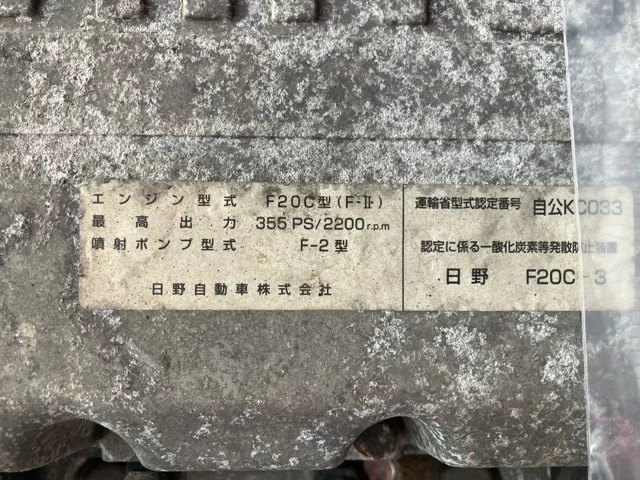 エンジン型式 F20C型(F-Ⅱ)
最高出力 355PS/2200r.p.m
噴射ポンプ型式 F-2型
日野自動車株式会社
運輸省型式認定番号 自公KC033
認定に係る一酸化炭素等発散防止装置
日野 F20C-3